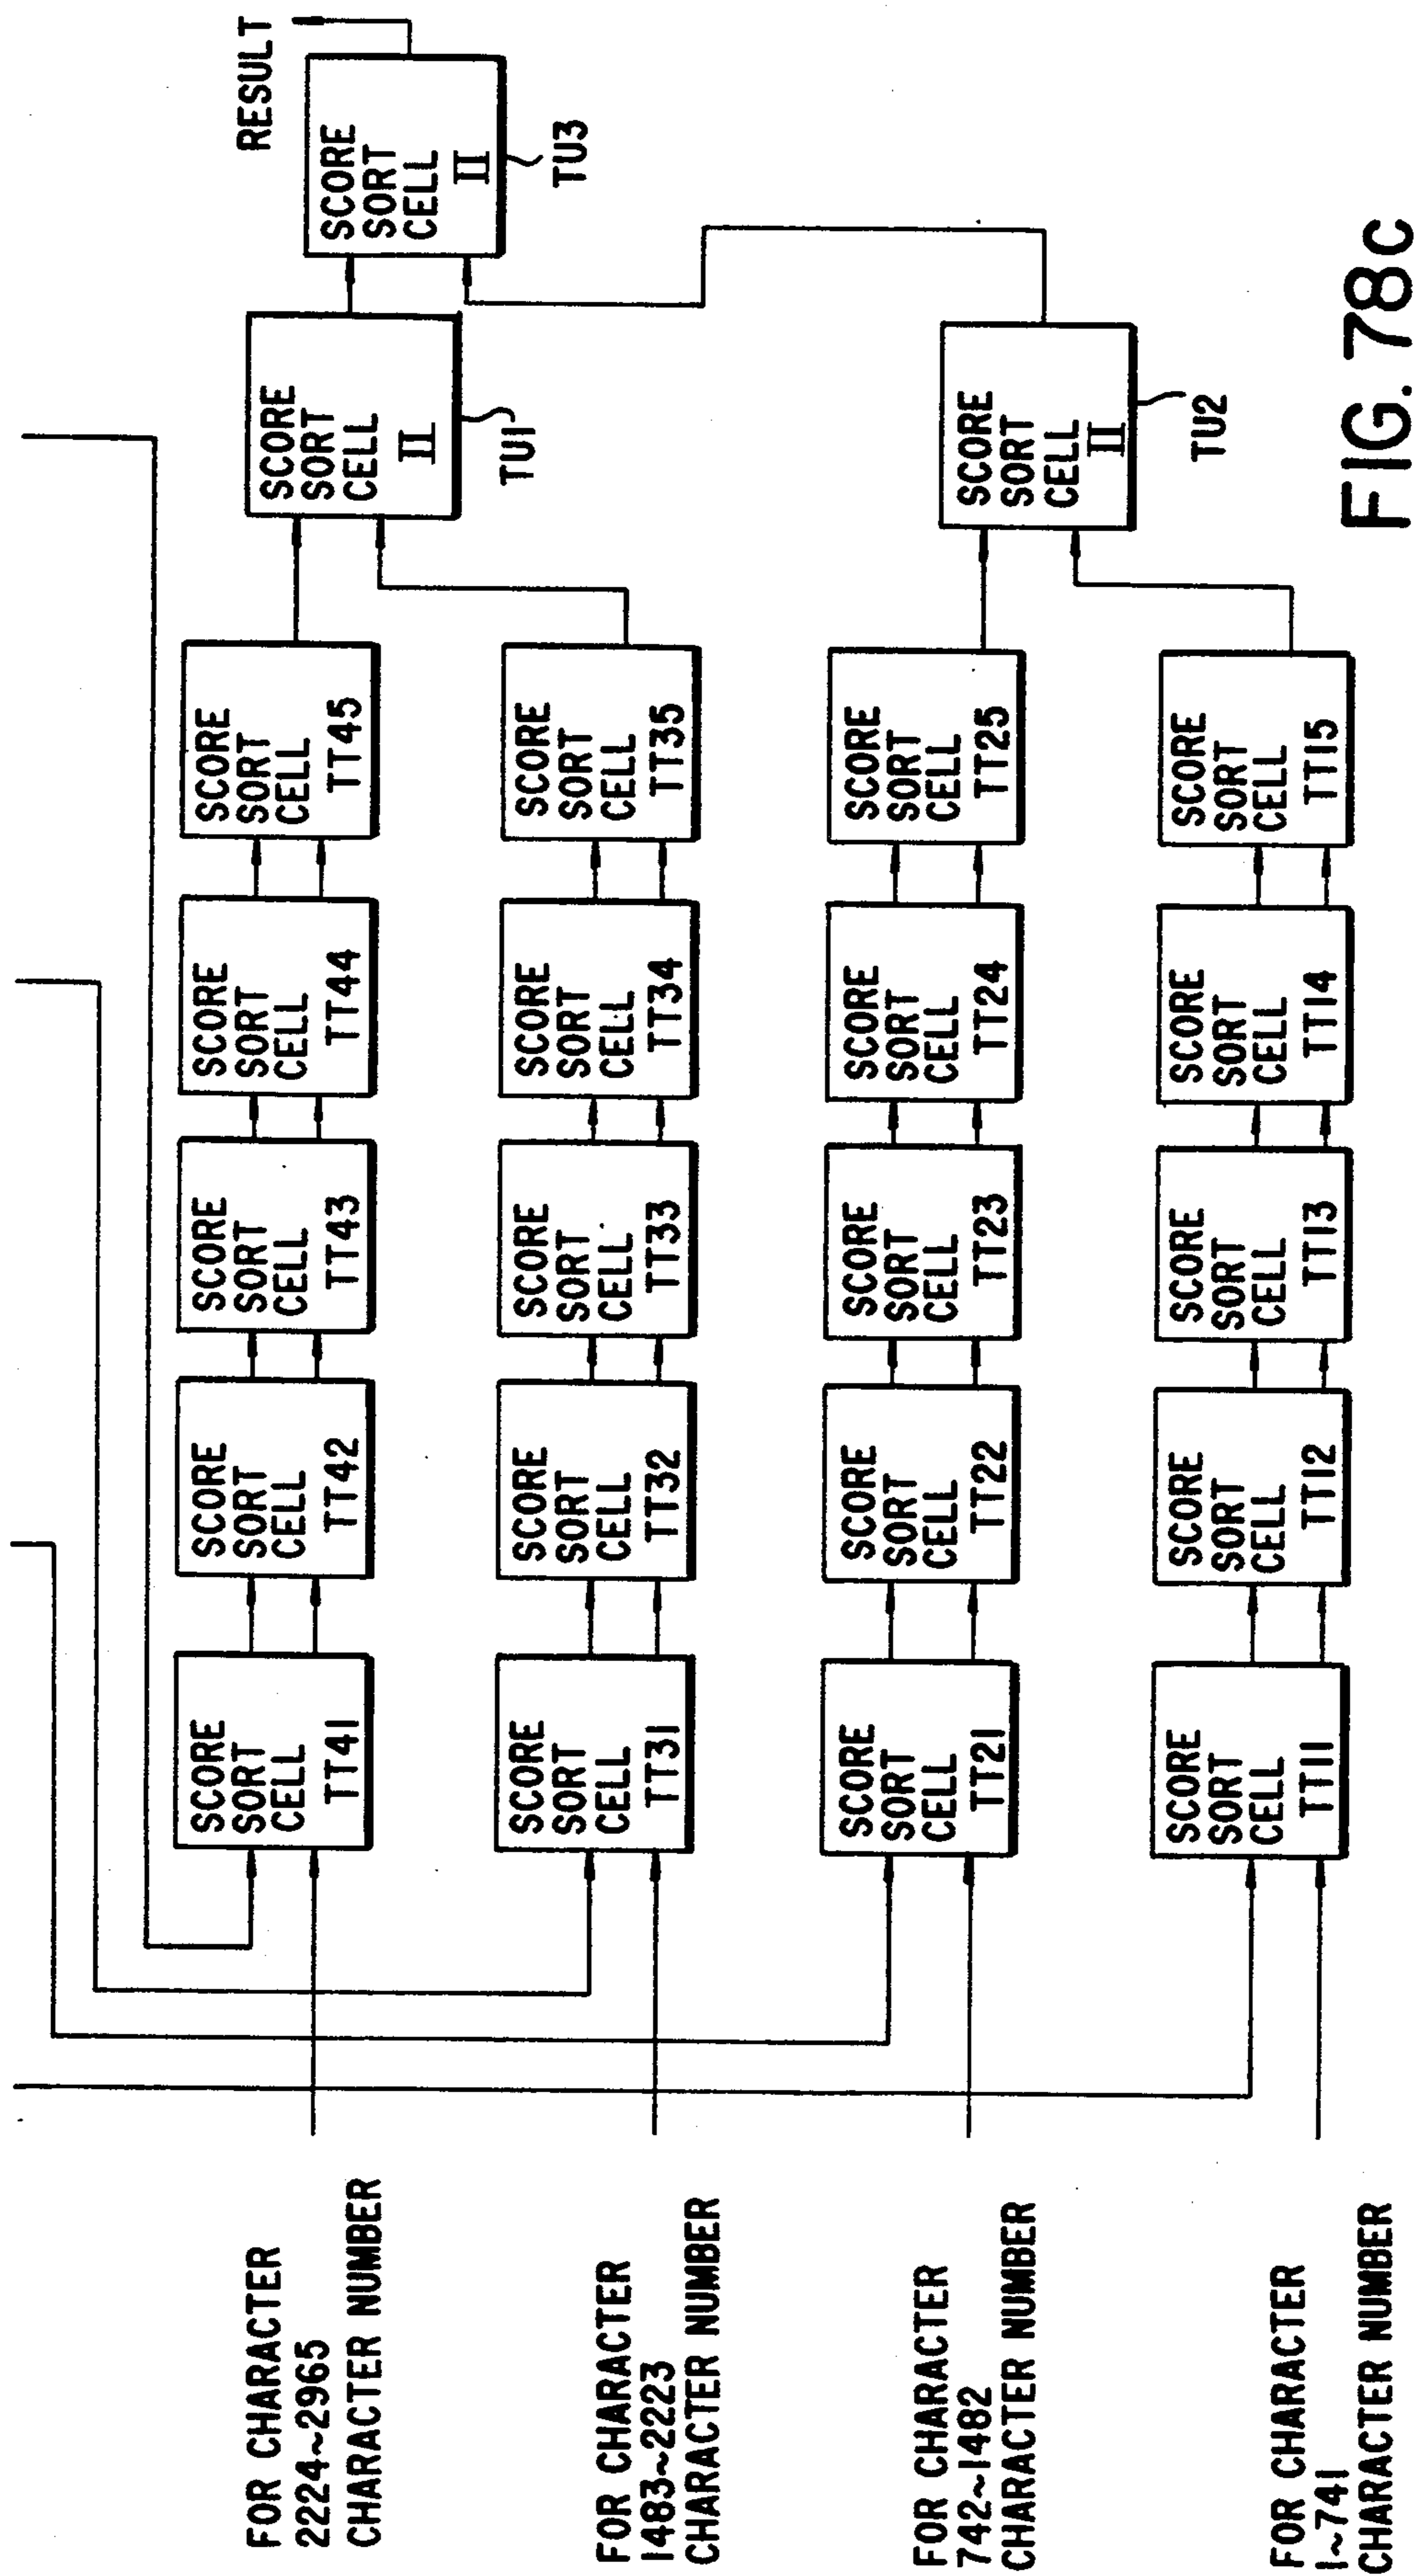 RESULT
SCORE
SORT
CELL
II
TU3
SCORE
SORT
CELL
II
TU1
SCORE
SORT
CELL
II
TU2
FOR CHARACTER
2224~2965
CHARACTER NUMBER
SCORE
SORT
CELL
TT41
SCORE
SORT
CELL
TT42
SCORE
SORT
CELL
TT43
SCORE
SORT
CELL
TT44
SCORE
SORT
CELL
TT45
FOR CHARACTER
1483~2223
CHARACTER NUMBER
SCORE
SORT
CELL
TT31
SCORE
SORT
CELL
TT32
SCORE
SORT
CELL
TT33
SCORE
SORT
CELL
TT34
SCORE
SORT
CELL
TT35
FOR CHARACTER
742~1482
CHARACTER NUMBER
SCORE
SORT
CELL
TT21
SCORE
SORT
CELL
TT22
SCORE
SORT
CELL
TT23
SCORE
SORT
CELL
TT24
SCORE
SORT
CELL
TT25
FOR CHARACTER
1~741
CHARACTER NUMBER
SCORE
SORT
CELL
TT11
SCORE
SORT
CELL
TT12
SCORE
SORT
CELL
TT13
SCORE
SORT
CELL
TT14
SCORE
SORT
CELL
TT15
FIG. 78c